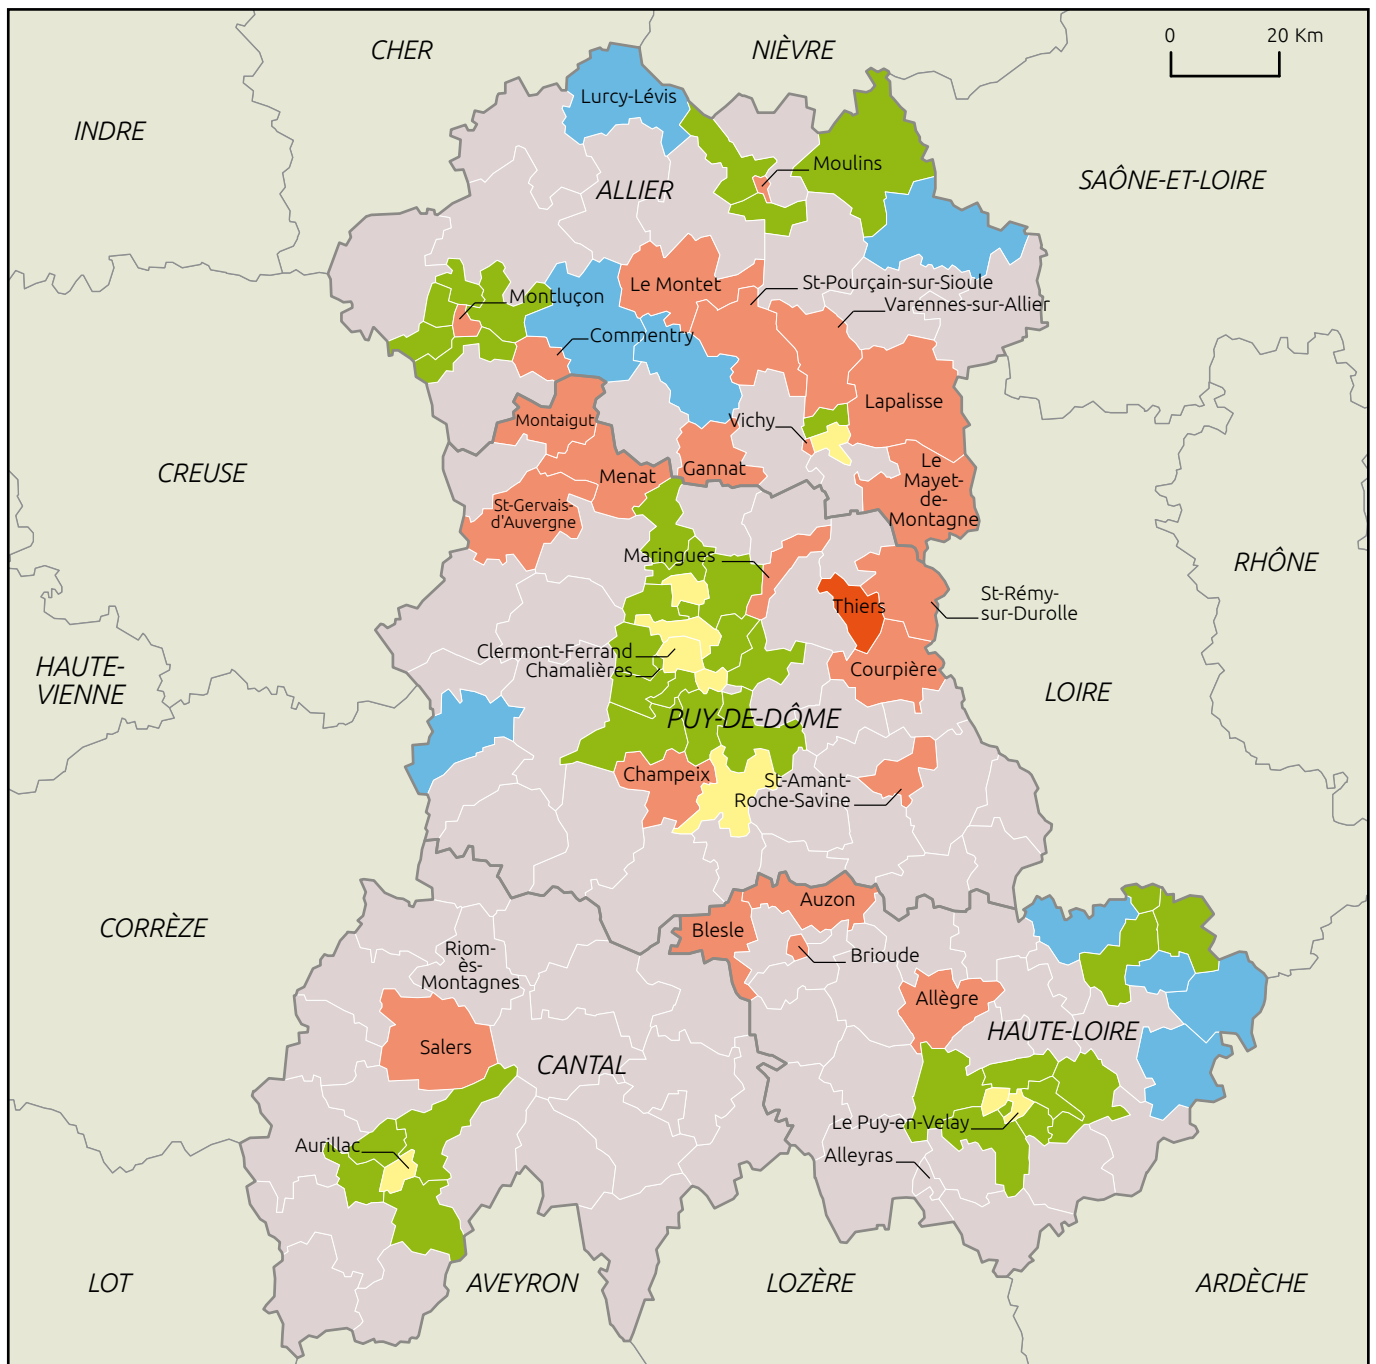 0 20 Km
CHER
NIÈVRE
Lurcy-Lévis
INDRE
Moulins
ALLIER
SAÔNE-ET-LOIRE
Le Montet
St-Pourçain-sur-Sioule
Montluçon
Varennes-sur-Allier
Commentry
Lapalisse
Montaigut
Vichy
CREUSE
Menat
Gannat
Le
Mayet-
de-
Montagne
St-Gervais-
d'Auvergne
Maringues
RHÔNE
Thiers
St-Rémy-
sur-Durolle
Clermont-Ferrand
Chamalières
HAUTE-
VIENNE
Courpière
LOIRE
PUY-DE-DÔME
Champeix
St-Amant-
Roche-Savine
Auzon
CORRÈZE
Blesle
Riom-
ès-
Montagnes
Brioude
Allègre
HAUTE-LOIRE
Salers
CANTAL
Le Puy-en-Velay
Aurillac
Alleyras
LOT
AVEYRON
LOZÈRE
ARDÈCHE